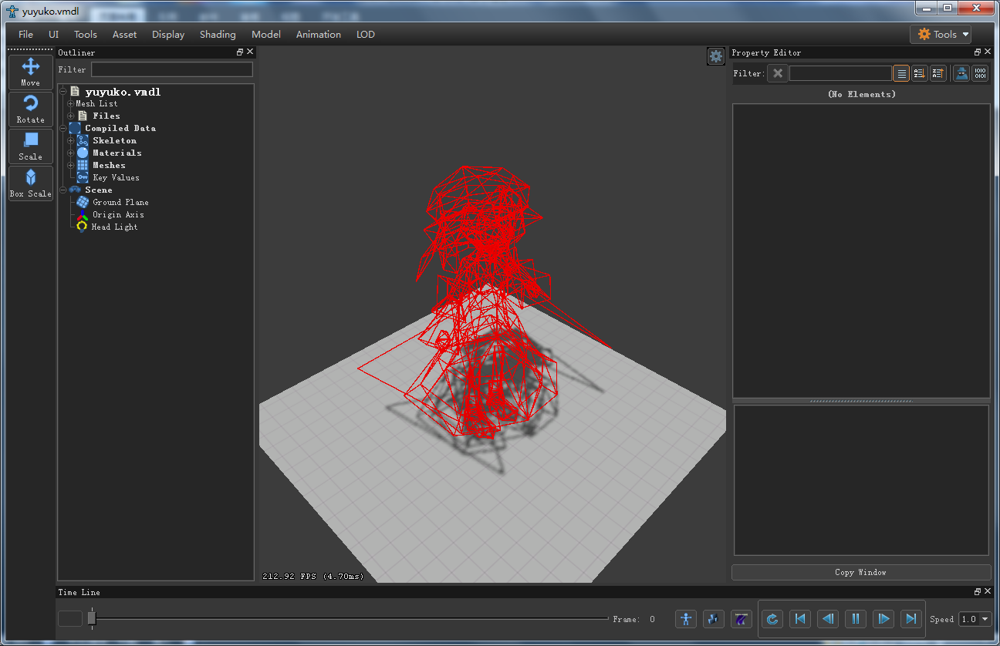 yuyuko.vmdl
File UI Tools Asset Display Shading Model Animation LOD Tools
Outliner
Property Editor
Move
Rotate
Scale
Box Scale
Filter
yuyuko.vmdl
Mesh List
Files
Compiled Data
Skeleton
Materials
Meshes
Key Values
Scene
Ground Plane
Origin Axis
Head Light
212.92 FPS (4.70ms)
Filter:
(No Elements)
Copy Window
Time Line
Frame: 0
Speed 1.0